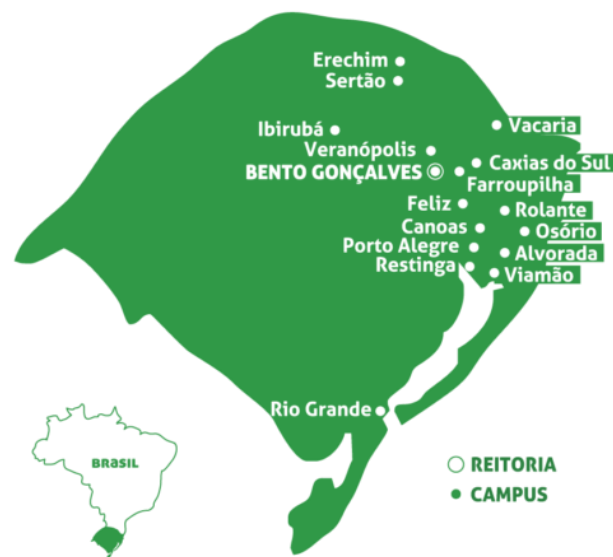 Erechim
Sertão
Vacaria
Ibirubá
Veranópolis
Caxias do Sul
BENTO GONÇALVES
Farroupilha
Feliz
Rolante
Canoas
Osório
Porto Alegre
Alvorada
Restinga
Viamão
Rio Grande
BRASIL
REITORIA
CAMPUS